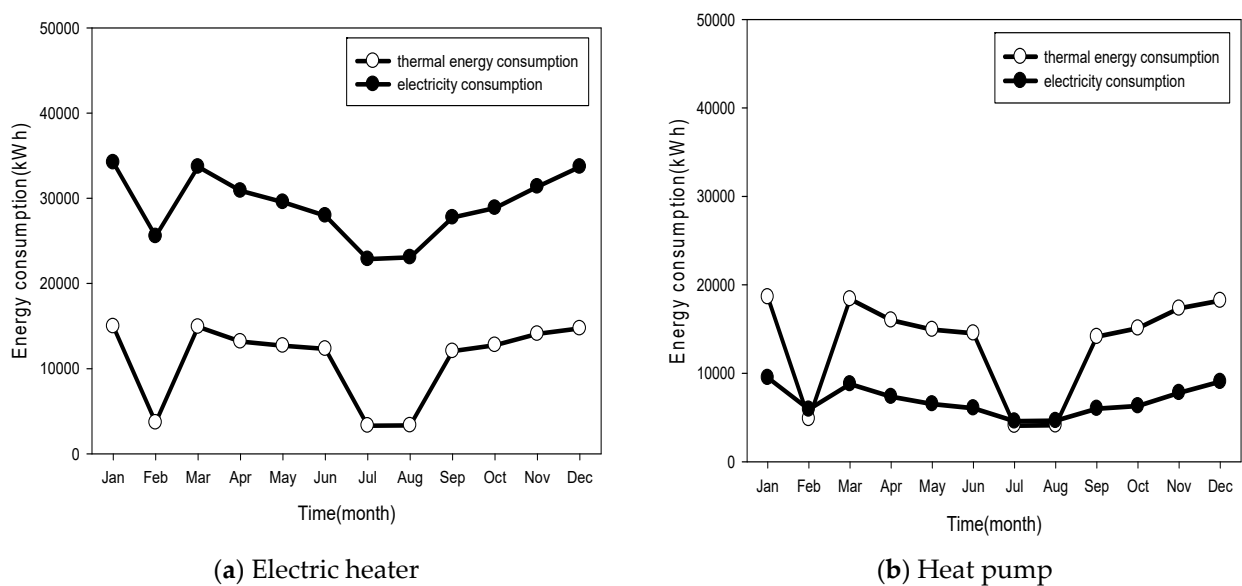 50000
40000
30000
20000
10000
0
Energy consumption(kWh)
thermal energy consumption
electricity consumption
Jan Feb Mar Apr May Jun Jul Aug Sep Oct Nov Dec
Time(month)
(a) Electric heater
50000
40000
30000
20000
10000
0
Energy consumption(kWh)
thermal energy consumption
electricity consumption
Jan Feb Mar Apr May Jun Jul Aug Sep Oct Nov Dec
Time(month)
(b) Heat pump